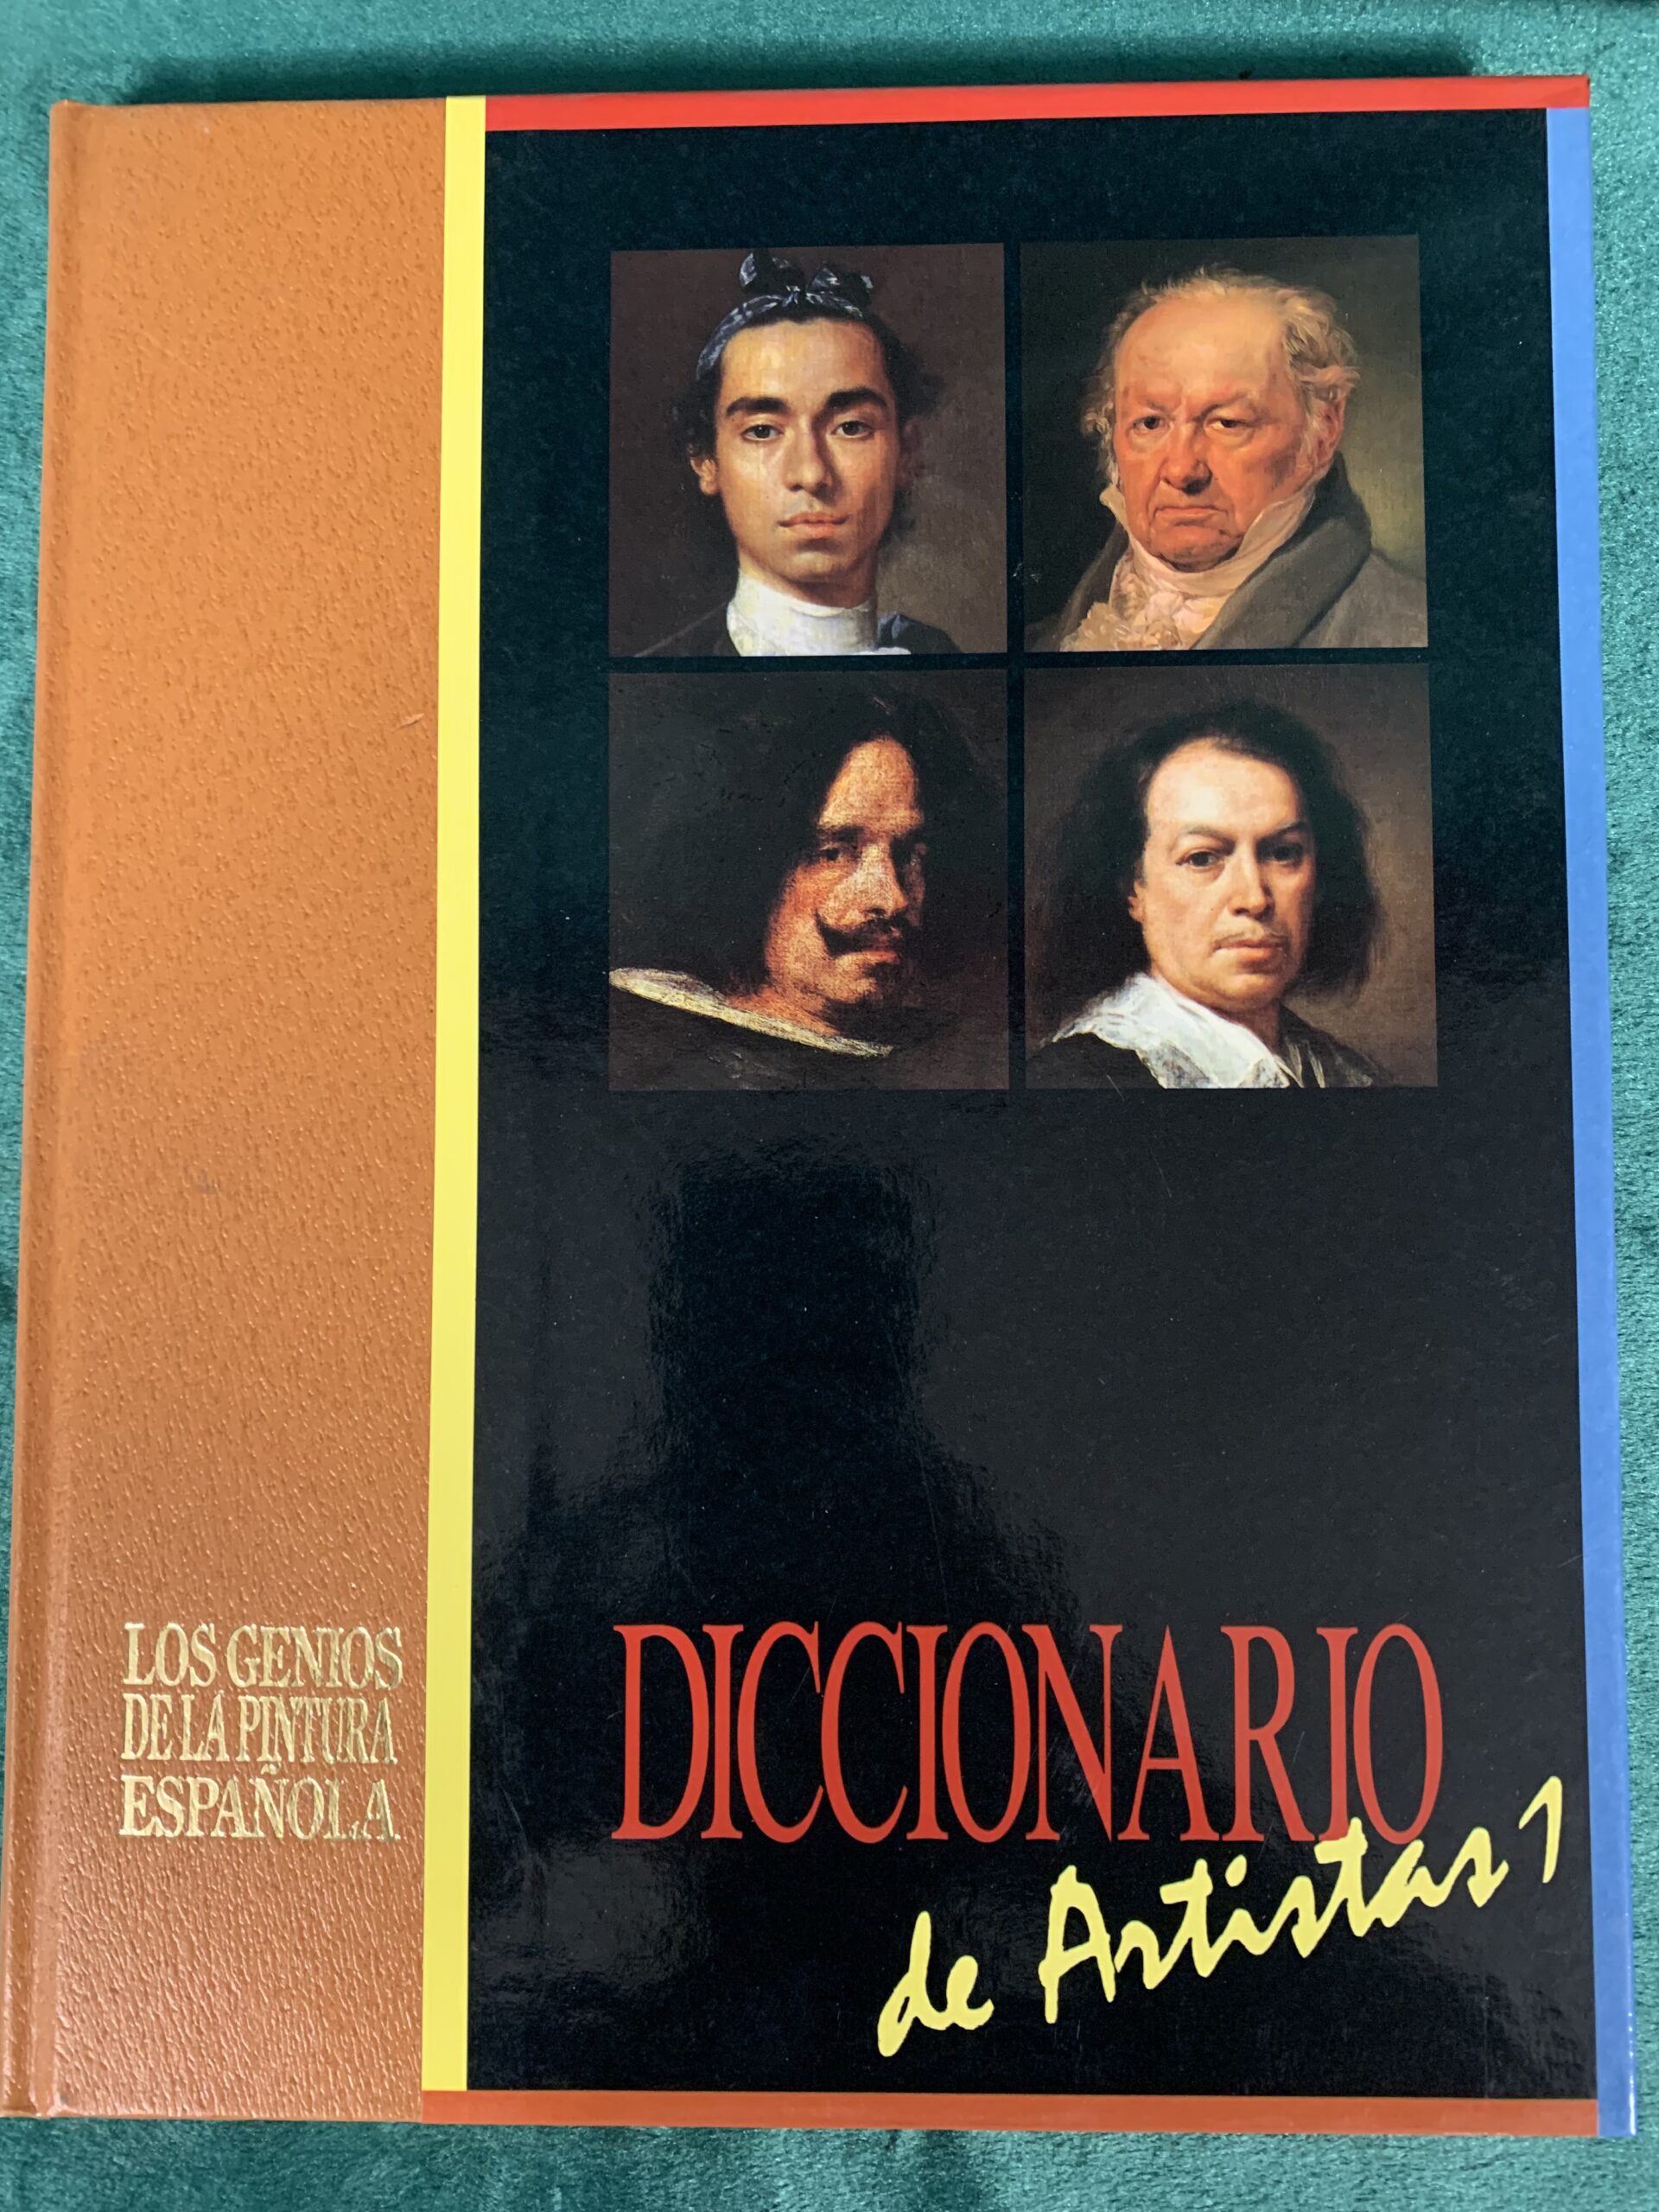 LOS GENIOS
DE LA PINTURA
ESPAÑOLA
DICCIONARIO
de Artistas 1